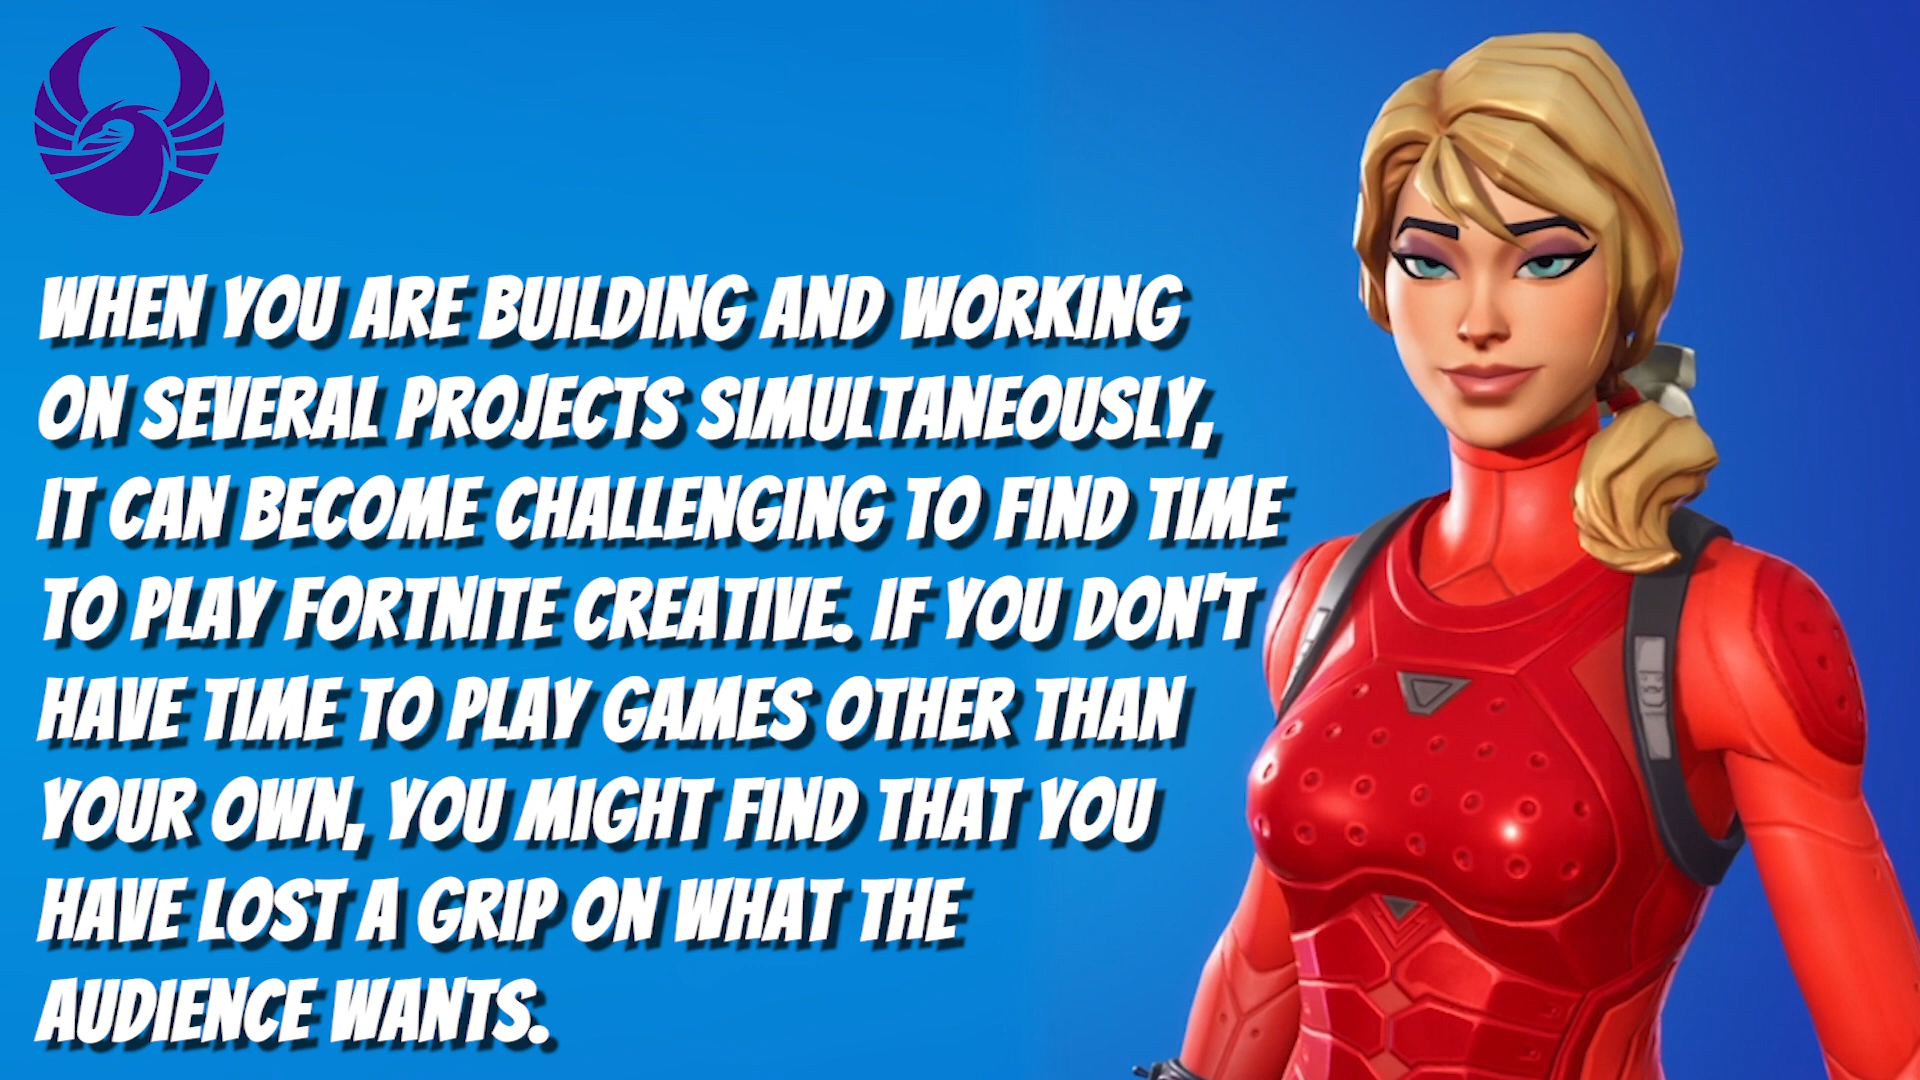 WHEN YOU ARE BUILDING AND WORKING
ON SEVERAL PROJECTS SIMULTANEOUSLY,
IT CAN BECOME CHALLENGING TO FIND TIME
TO PLAY FORTNITE CREATIVE. IF YOU DON'T
HAVE TIME TO PLAY GAMES OTHER THAN
YOUR OWN, YOU MIGHT FIND THAT YOU
HAVE LOST A GRIP ON WHAT THE
AUDIENCE WANTS.